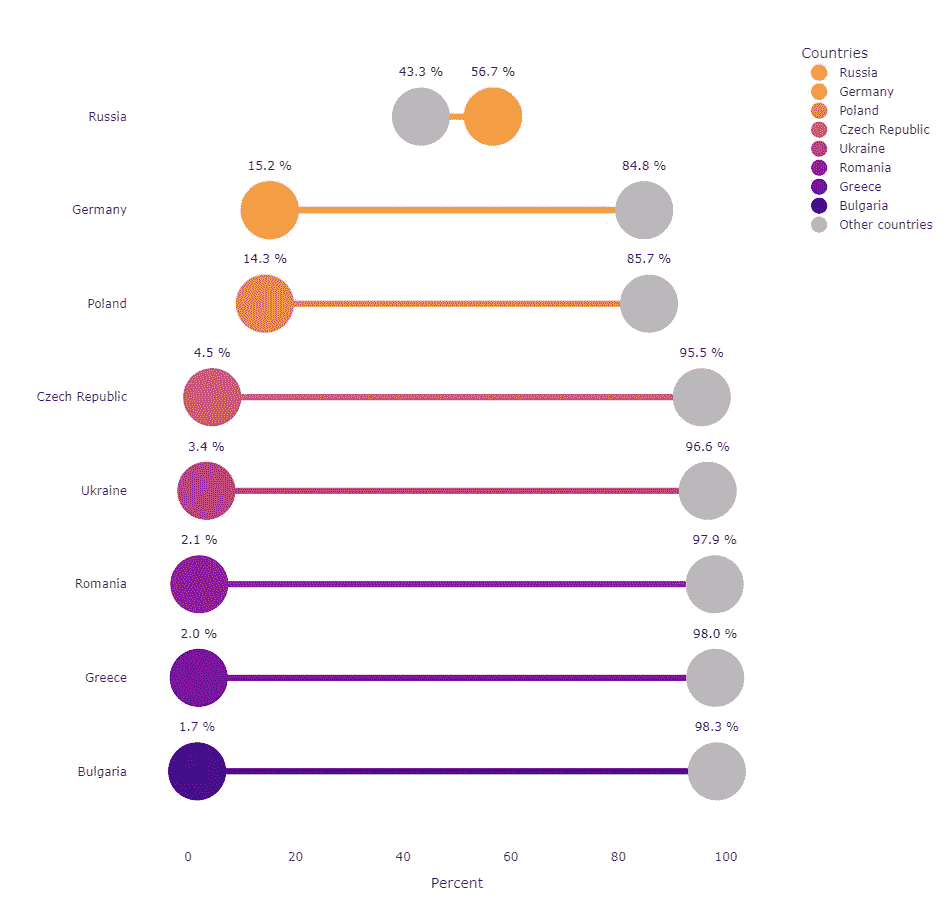 Countries
Russia
Germany
Poland
Czech Republic
Ukraine
Romania
Greece
Bulgaria
Other countries
43.3 % 56.7 %
Russia
15.2 % 84.8 %
Germany
14.3 % 85.7 %
Poland
4.5 % 95.5 %
Czech Republic
3.4 % 96.6 %
Ukraine
2.1 % 97.9 %
Romania
2.0 % 98.0 %
Greece
1.7 % 98.3 %
Bulgaria
0 20 40 60 80 100
Percent